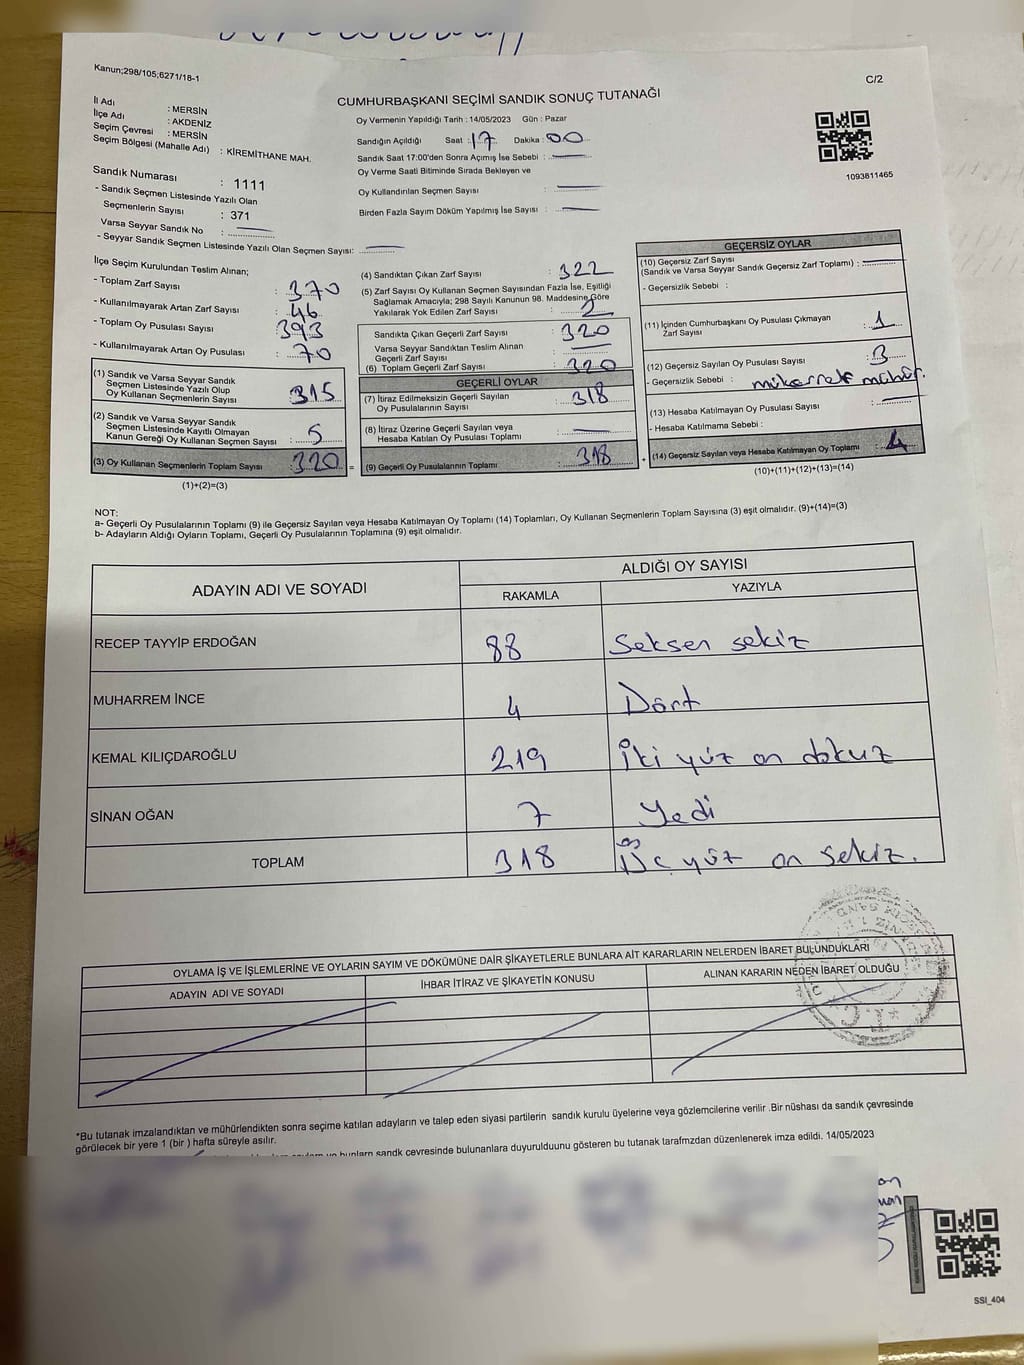 Kanun;298/105;6271/18-1
C/2
CUMHURBAŞKANI SEÇİMİ SANDIK SONUÇ TUTANAĞI
İl Adı : MERSİN
İlçe Adı : AKDENİZ
Seçim Çevresi : MERSİN
Seçim Bölgesi (Mahalle Adı) : KİREMİTHANE MAH.
Sandık Numarası : 1111
- Sandık Seçmen Listesinde Yazılı Olan
Seçmenlerin Sayısı : 371
Varsa Seyyar Sandık No :
- Seyyar Sandık Seçmen Listesinde Yazılı Olan Seçmen Sayısı:
Oy Vermenin Yapıldığı Tarih : 14/05/2023 Gün : Pazar
Sandığın Açıldığı Saat : 17 Dakika : 00
Sandık Saat 17:00'den Sonra Açımış İse Sebebi :
Oy Verme Saati Bitiminde Sırada Bekleyen ve
Oy Kullandırılan Seçmen Sayısı :
Birden Fazla Sayım Döküm Yapılmış İse Sayısı :
1093811465
İlçe Seçim Kurulundan Teslim Alınan;
- Toplam Zarf Sayısı : 370
- Kullanılmayarak Artan Zarf Sayısı : 46
- Toplam Oy Pusulası Sayısı : 393
- Kullanılmayarak Artan Oy Pusulası : 70
(1) Sandık ve Varsa Seyyar Sandık
Seçmen Listesinde Yazılı Olup
Oy Kullanan Seçmenlerin Sayısı : 315
(2) Sandık ve Varsa Seyyar Sandık
Seçmen Listesinde Kayıtlı Olmayan
Kanun Gereği Oy Kullanan Seçmen Sayısı : 5
(3) Oy Kullanan Seçmenlerin Toplam Sayısı : 320
(1)+(2)=(3)
(4) Sandıktan Çıkan Zarf Sayısı : 322
(5) Zarf Sayısı Oy Kullanan Seçmen Sayısından Fazla İse, Eşitliği
Sağlamak Amacıyla; 298 Sayılı Kanunun 98. Maddesine Göre
Yakılarak Yok Edilen Zarf Sayısı : 2
Sandıkta Çıkan Geçerli Zarf Sayısı : 320
Varsa Seyyar Sandıktan Teslim Alınan
Geçerli Zarf Sayısı :
(6) Toplam Geçerli Zarf Sayısı : 320
GEÇERLİ OYLAR
(7) İtiraz Edilmeksizin Geçerli Sayılan
Oy Pusulalarının Sayısı : 318
(8) İtiraz Üzerine Geçerli Sayılan veya
Hesaba Katılan Oy Pusulası Toplamı :
= (9) Geçerli Oy Pusulalarının Toplamı : 318
GEÇERSİZ OYLAR
(10) Geçersiz Zarf Sayısı
(Sandık ve Varsa Seyyar Sandık Geçersiz Zarf Toplamı) :
- Geçersizlik Sebebi :
(11) İçinden Cumhurbaşkanı Oy Pusulası Çıkmayan
Zarf Sayısı : 1
(12) Geçersiz Sayılan Oy Pusulası Sayısı : 3
- Geçersizlik Sebebi : mükerrer mühür.
(13) Hesaba Katılmayan Oy Pusulası Sayısı :
- Hesaba Katılmama Sebebi :
+ (14) Geçersiz Sayılan veya Hesaba Katılmayan Oy Toplamı : 4
(10)+(11)+(12)+(13)=(14)
NOT:
a- Geçerli Oy Pusulalarının Toplamı (9) ile Geçersiz Sayılan veya Hesaba Katılmayan Oy Toplamı (14) Toplamları, Oy Kullanan Seçmenlerin Toplam Sayısına (3) eşit olmalıdır. (9)+(14)=(3)
b- Adayların Aldığı Oyların Toplamı, Geçerli Oy Pusulalarının Toplamına (9) eşit olmalıdır.
ADAYIN ADI VE SOYADI
ALDIĞI OY SAYISI
RAKAMLA YAZIYLA
RECEP TAYYİP ERDOĞAN 88 Seksen sekiz
MUHARREM İNCE 4 Dört
KEMAL KILIÇDAROĞLU 219 İki yüz on dokuz
SİNAN OĞAN 7 Yedi
TOPLAM 318 Üç yüz on sekiz.
OYLAMA İŞ VE İŞLEMLERİNE VE OYLARIN SAYIM VE DÖKÜMÜNE DAİR ŞİKAYETLERLE BUNLARA AİT KARARLARIN NELERDEN İBARET BULUNDUKLARI
ADAYIN ADI VE SOYADI
İHBAR İTİRAZ VE ŞİKAYETİN KONUSU
ALINAN KARARIN NEDEN İBARET OLDUĞU
T.C.
*Bu tutanak imzalandıktan ve mühürlendikten sonra seçime katılan adayların ve talep eden siyasi partilerin sandık kurulu üyelerine veya gözlemcilerine verilir .Bir nüshası da sandık çevresinde
görülecek bir yere 1 (bir ) hafta süreyle asılır.
sandk çevresinde bulunanlara duyurulduunu gösteren bu tutanak tarafmzdan düzenlenerek imza edildi. 14/05/2023
SSI_404